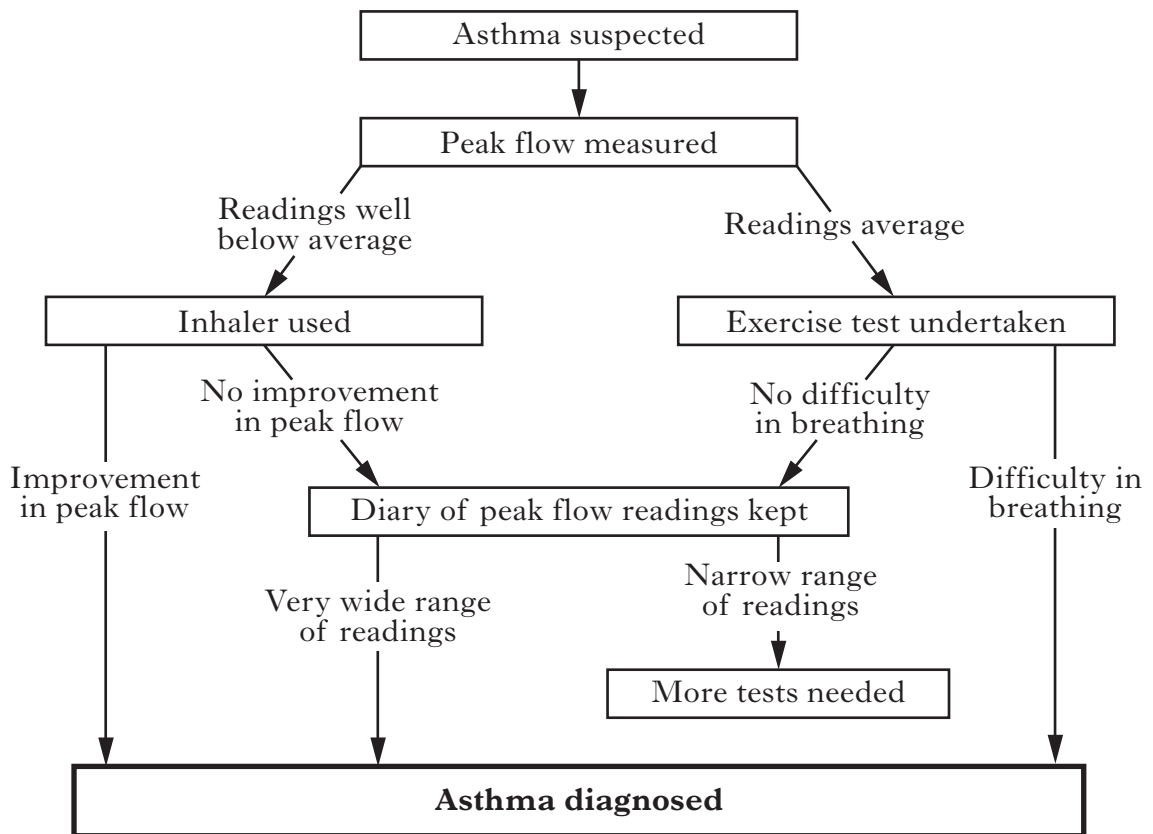 Asthma suspected
Peak flow measured
Readings well
below average
Readings average
Inhaler used
Exercise test undertaken
No improvement
in peak flow
No difficulty
in breathing
Improvement
in peak flow
Difficulty in
breathing
Diary of peak flow readings kept
Very wide range
of readings
Narrow range
of readings
More tests needed
Asthma diagnosed